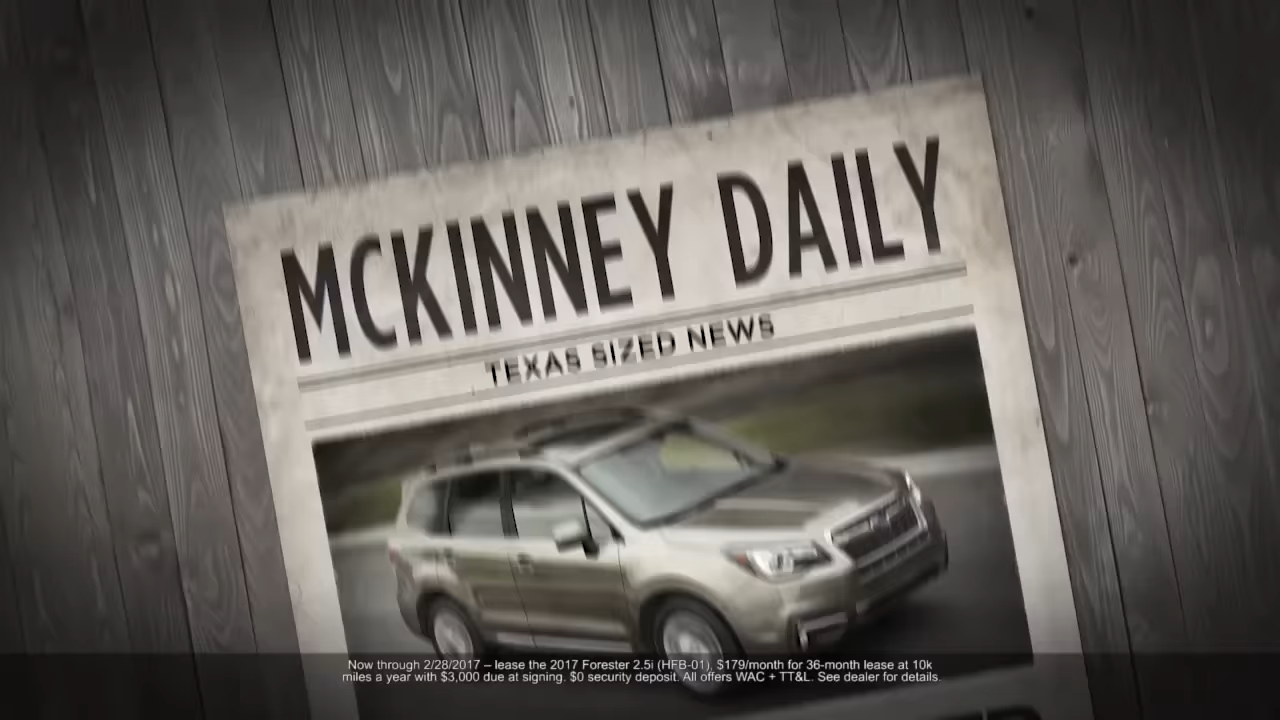 MCKINNEY DAILY
TEXAS SIZED NEWS
Now through 2/28/2017 – lease the 2017 Forester 2.5i (HFB-01), $179/month for 36-month lease at 10k
miles a year with $3,000 due at signing. $0 security deposit. All offers WAC + TT&L. See dealer for details.